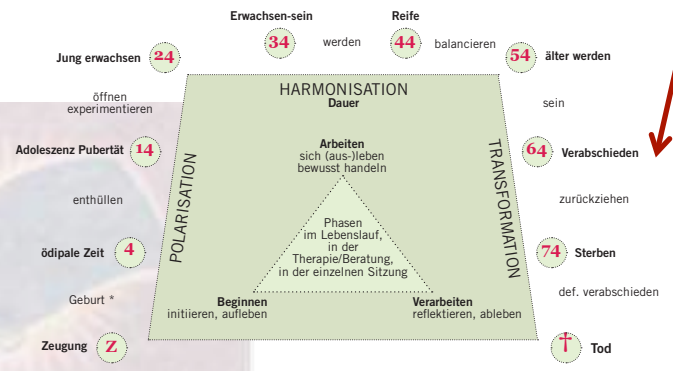 Erwachsen-sein
Reife
34
werden
44
balancieren
Jung erwachsen
24
54
älter werden
HARMONISATION
Dauer
öffnen
experimentieren
sein
Adoleszenz Pubertät
14
Arbeiten
sich (aus-)leben
bewusst handeln
64
Verabschieden
POLARISATION
TRANSFORMATION
enthüllen
zurückziehen
Phasen
im Lebenslauf,
in der
Therapie/Beratung,
in der einzelnen Sitzung
ödipale Zeit
4
74
Sterben
Geburt *
def. verabschieden
Beginnen
initiieren, aufleben
Verarbeiten
reflektieren, ableben
Zeugung
Z
†
Tod